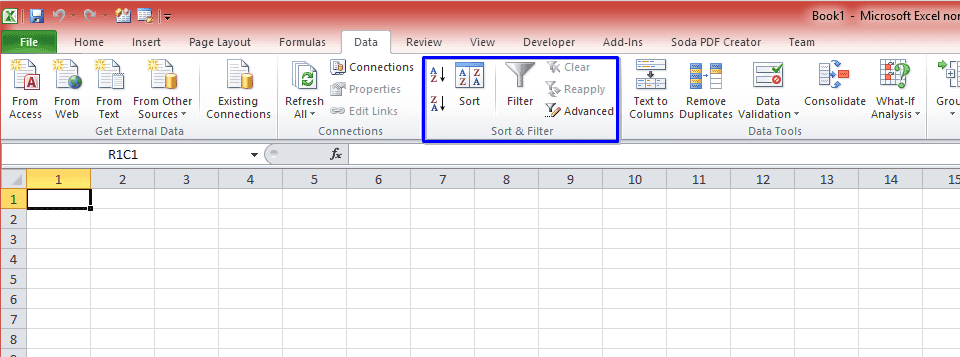 Book1 - Microsoft Excel non
File Home Insert Page Layout Formulas Data Review View Developer Add-Ins Soda PDF Creator Team
From Access
From Web
From Text
From Other Sources
Existing Connections
Get External Data
Refresh All
Connections
Properties
Edit Links
Connections
A Z
Z A
A Z Z A
Sort
Filter
Clear
Reapply
Advanced
Sort & Filter
Text to Columns
Remove Duplicates
Data Validation
Consolidate
What-If Analysis
Data Tools
Grou
R1C1 fx
1 2 3 4 5 6 7 8 9 10 11 12 13 14 15
1
2
3
4
5
6
7
8